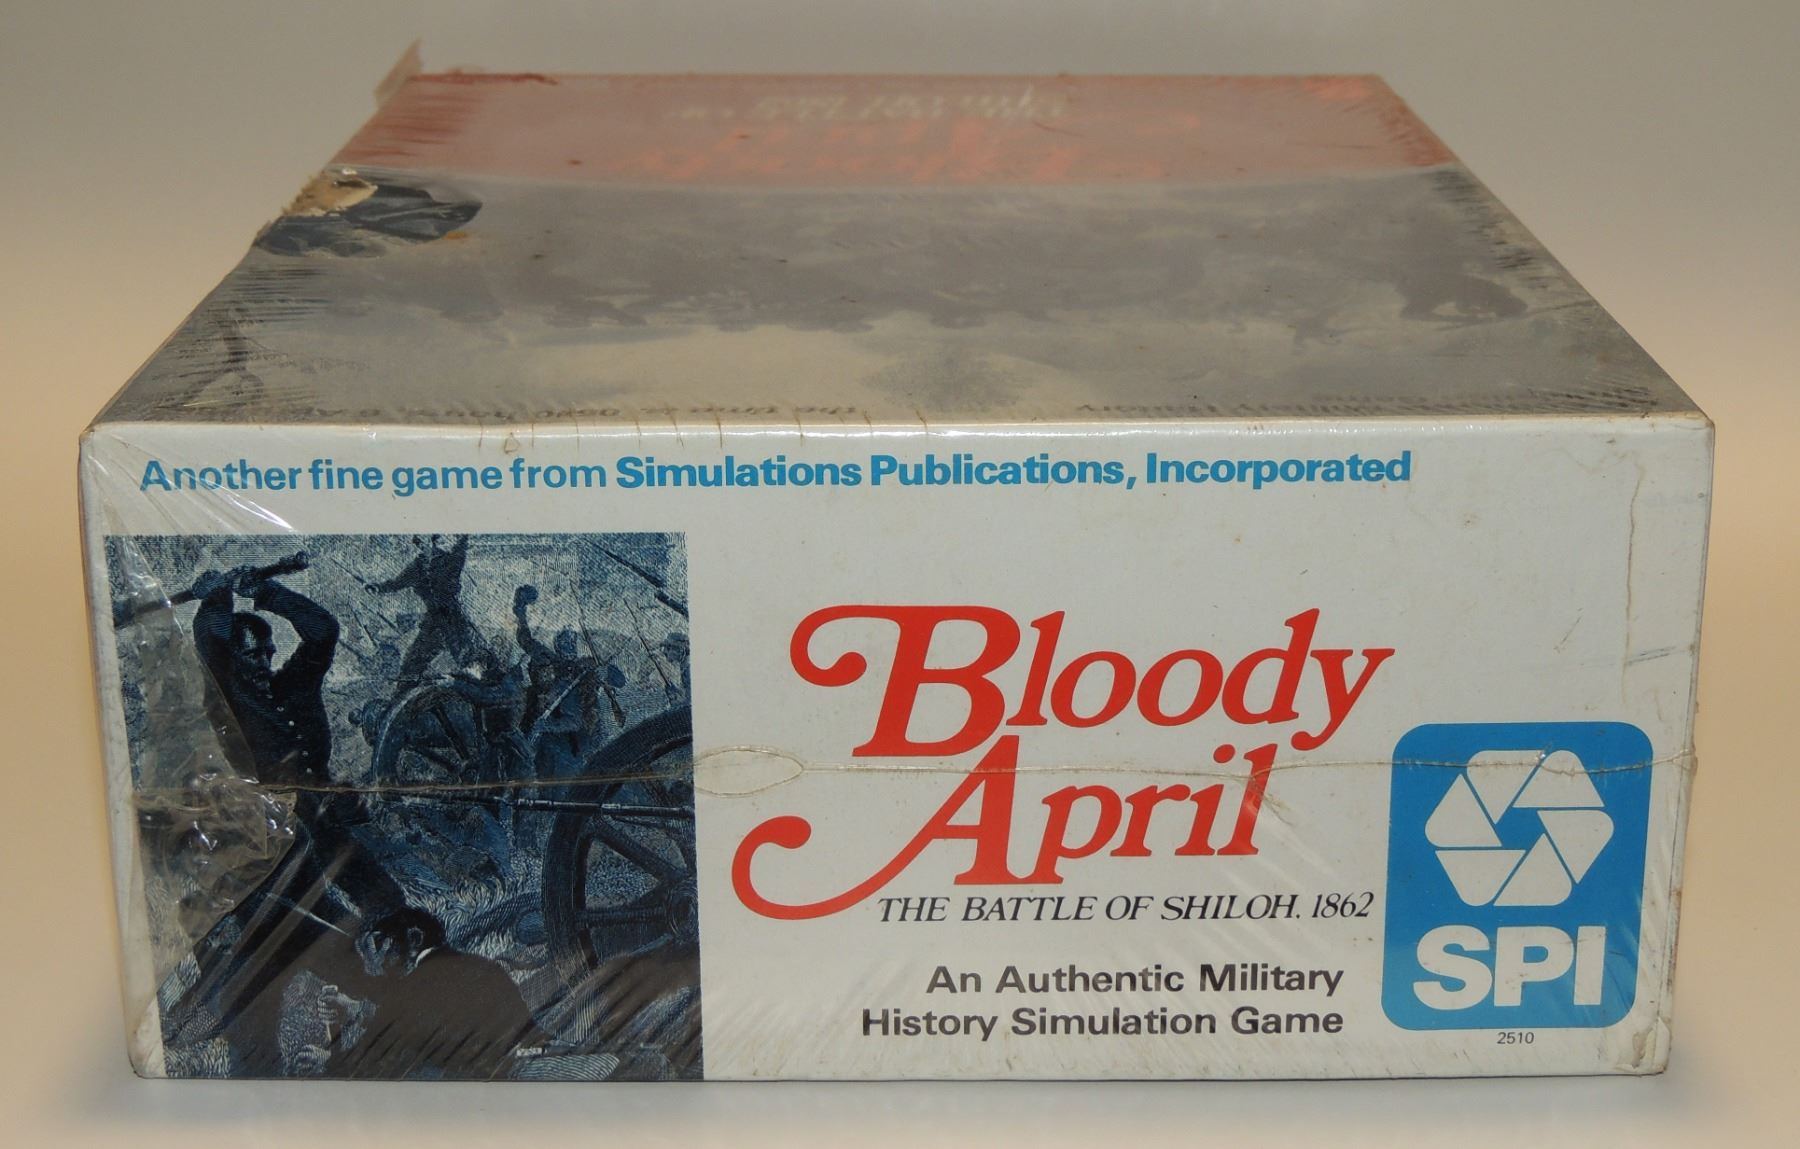 Another fine game from Simulations Publications, Incorporated
Bloody
April
THE BATTLE OF SHILOH, 1862
An Authentic Military
History Simulation Game
SPI
2510